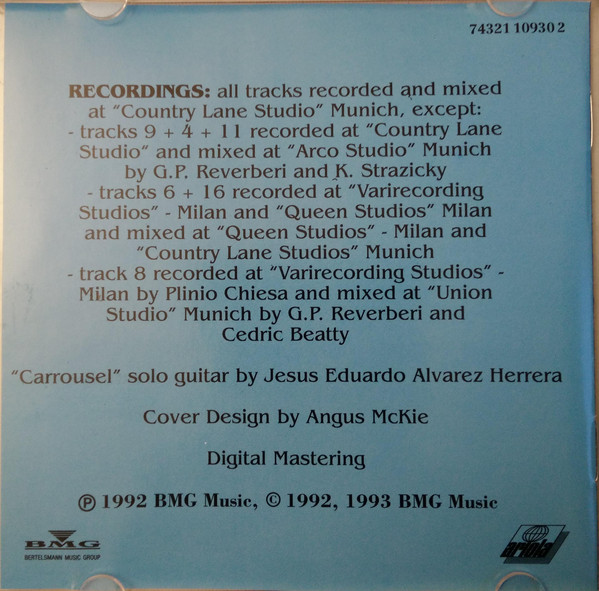 74321 10930 2
RECORDINGS: all tracks recorded and mixed
at "Country Lane Studio" Munich, except:
- tracks 9 + 4 + 11 recorded at "Country Lane
Studio" and mixed at "Arco Studio" Munich
by G.P. Reverberi and K. Strazicky
- tracks 6 + 16 recorded at "Varirecording
Studios" - Milan and "Queen Studios" Milan
and mixed at "Queen Studios" - Milan and
"Country Lane Studios" Munich
- track 8 recorded at "Varirecording Studios" -
Milan by Plinio Chiesa and mixed at "Union
Studio" Munich by G.P. Reverberi and
Cedric Beatty
"Carrousel" solo guitar by Jesus Eduardo Alvarez Herrera
Cover Design by Angus McKie
Digital Mastering
℗ 1992 BMG Music, © 1992, 1993 BMG Music
BMG
BERTELSMANN MUSIC GROUP
ariola